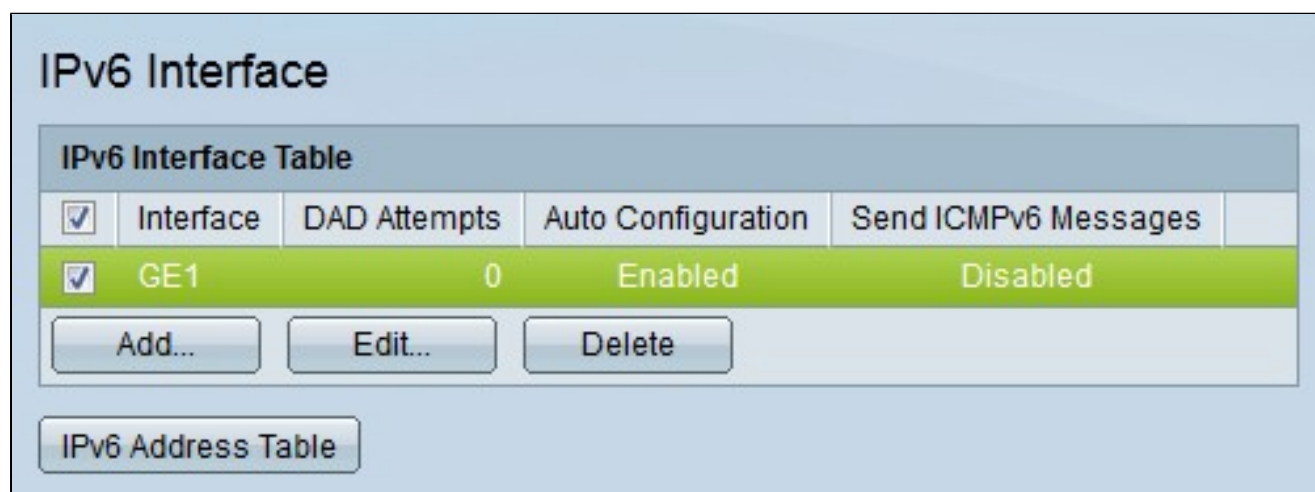 IPv6 Interface
IPv6 Interface Table
Interface DAD Attempts Auto Configuration Send ICMPv6 Messages
GE1 0 Enabled Disabled
Add... Edit... Delete
IPv6 Address Table